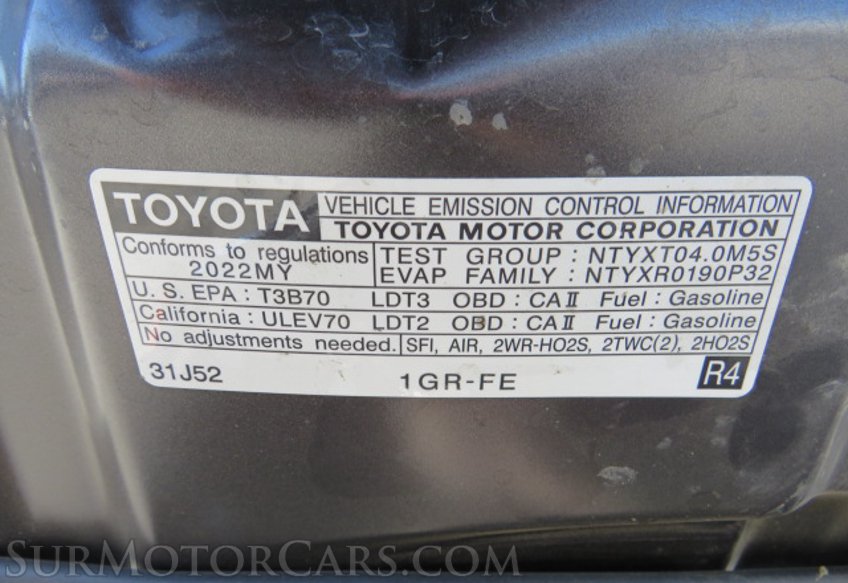 TOYOTA VEHICLE EMISSION CONTROL INFORMATION
TOYOTA MOTOR CORPORATION
Conforms to regulations TEST GROUP : NTYXT04.0M5S
2022MY EVAP FAMILY : NTYXR0190P32
U. S. EPA : T3B70 LDT3 OBD : CAⅡ Fuel : Gasoline
California : ULEV70 LDT2 OBD : CAⅡ Fuel : Gasoline
No adjustments needed. SFI, AIR, 2WR-HO2S, 2TWC(2), 2HO2S
31J52 1GR-FE R4
SurMotorCars.com